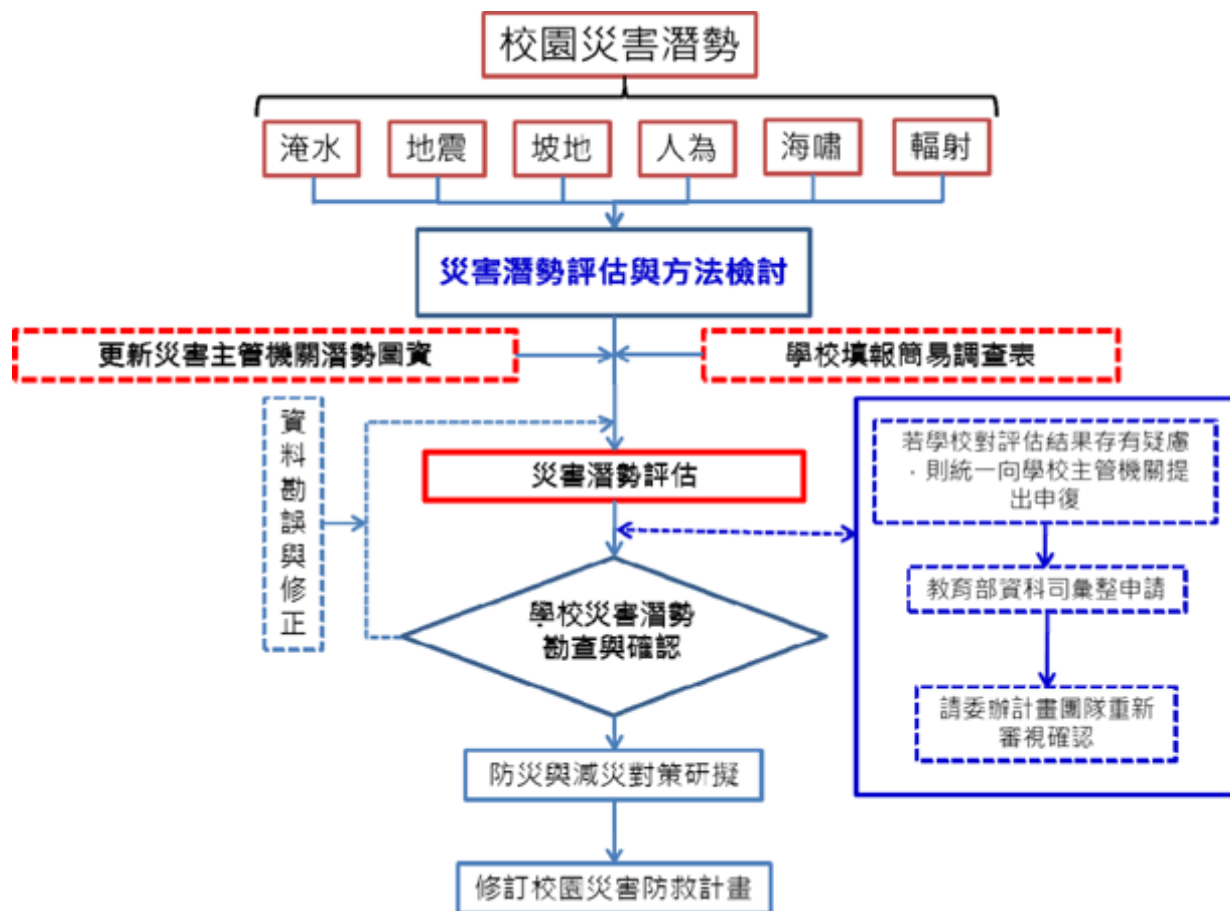 校園災害潛勢
淹水
地震
坡地
人為
海嘯
輻射
災害潛勢評估與方法檢討
更新災害主管機關潛勢圖資
學校填報簡易調查表
資料勘誤與修正
災害潛勢評估
若學校對評估結果存有疑慮
，則統一向學校主管機關提
出申復
教育部資科司彙整申請
學校災害潛勢
勘查與確認
請委辦計畫團隊重新
審視確認
防災與減災對策研擬
修訂校園災害防救計畫